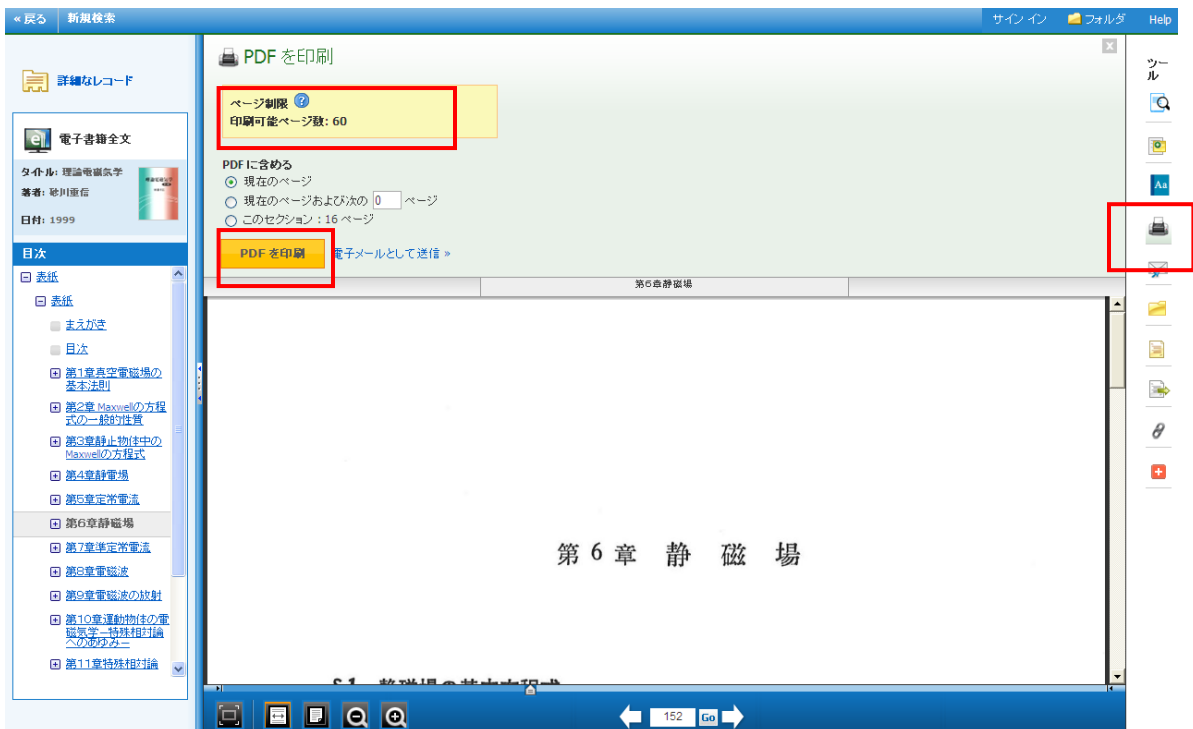 «戻る 新規検索 サイン イン フォルダ Help
詳細なレコード
電子書籍全文
タイトル: 理論電磁気学
著者: 砂川重信
日付: 1999
目次
表紙
表紙
まえがき
目次
第1章真空電磁場の
基本法則
第2章 Maxwellの方程
式の一般的性質
第3章静止物体中の
Maxwellの方程式
第4章静電場
第5章定常電流
第6章静磁場
第7章準定常電流
第8章電磁波
第9章電磁波の放射
第10章運動物体の電
磁気学―特殊相対論
へのあゆみ―
第11章特殊相対論
PDF を印刷
ページ制限 ?
印刷可能ページ数: 60
PDF に含める
現在のページ
現在のページおよび次の 0 ページ
このセクション : 16 ページ
PDF を印刷 電子メールとして送信 »
第6章静磁場
第 6 章 静 磁 場
§1 静磁場の基本方程式
152 Go
ツー
ル
Aa